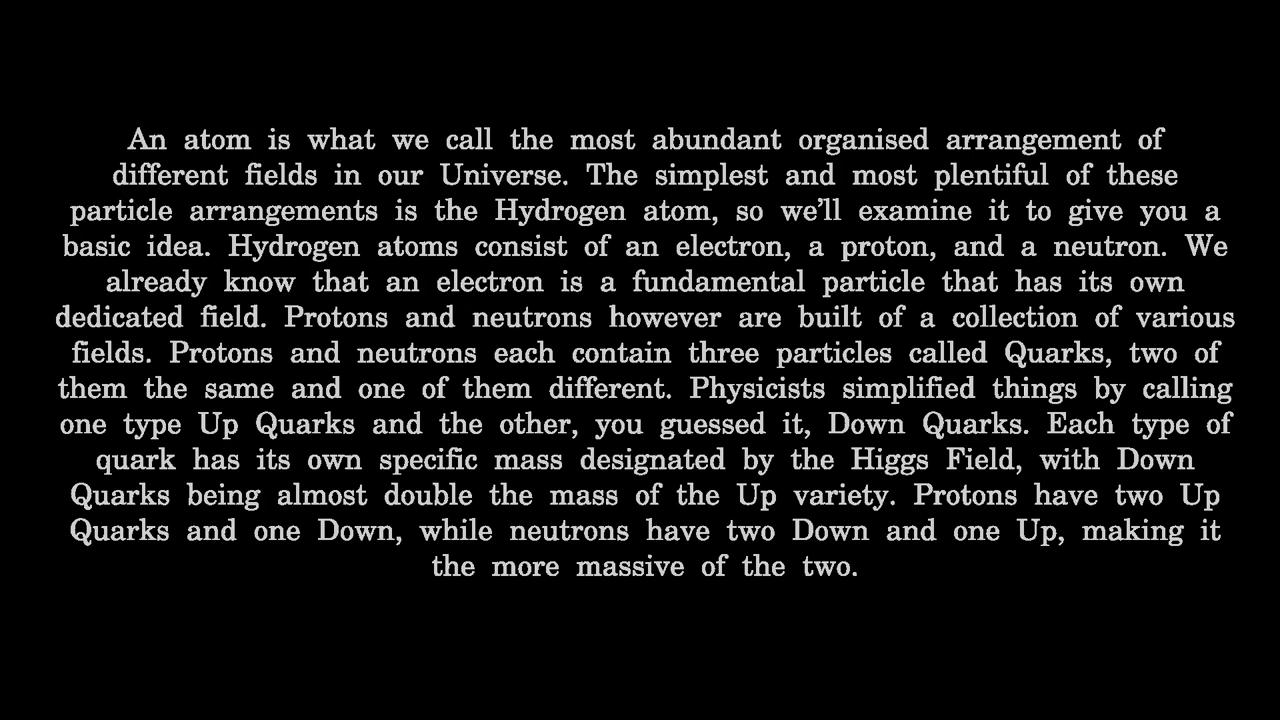 An atom is what we call the most abundant organised arrangement of
different fields in our Universe. The simplest and most plentiful of these
particle arrangements is the Hydrogen atom, so we’ll examine it to give you a
basic idea. Hydrogen atoms consist of an electron, a proton, and a neutron. We
already know that an electron is a fundamental particle that has its own
dedicated field. Protons and neutrons however are built of a collection of various
fields. Protons and neutrons each contain three particles called Quarks, two of
them the same and one of them different. Physicists simplified things by calling
one type Up Quarks and the other, you guessed it, Down Quarks. Each type of
quark has its own specific mass designated by the Higgs Field, with Down
Quarks being almost double the mass of the Up variety. Protons have two Up
Quarks and one Down, while neutrons have two Down and one Up, making it
the more massive of the two.